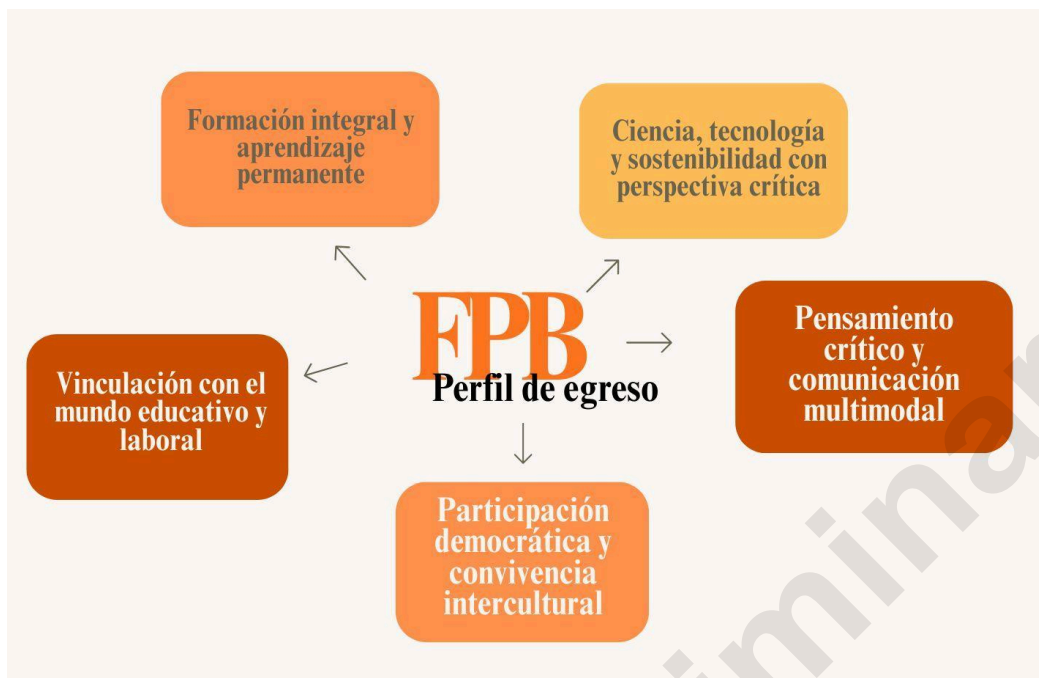 Formación integral y
aprendizaje
permanente
Ciencia, tecnología
y sostenibilidad con
perspectiva crítica
FPB
Perfil de egreso
Pensamiento
crítico y
comunicación
multimodal
Vinculación con el
mundo educativo y
laboral
Participación
democrática y
convivencia
intercultural